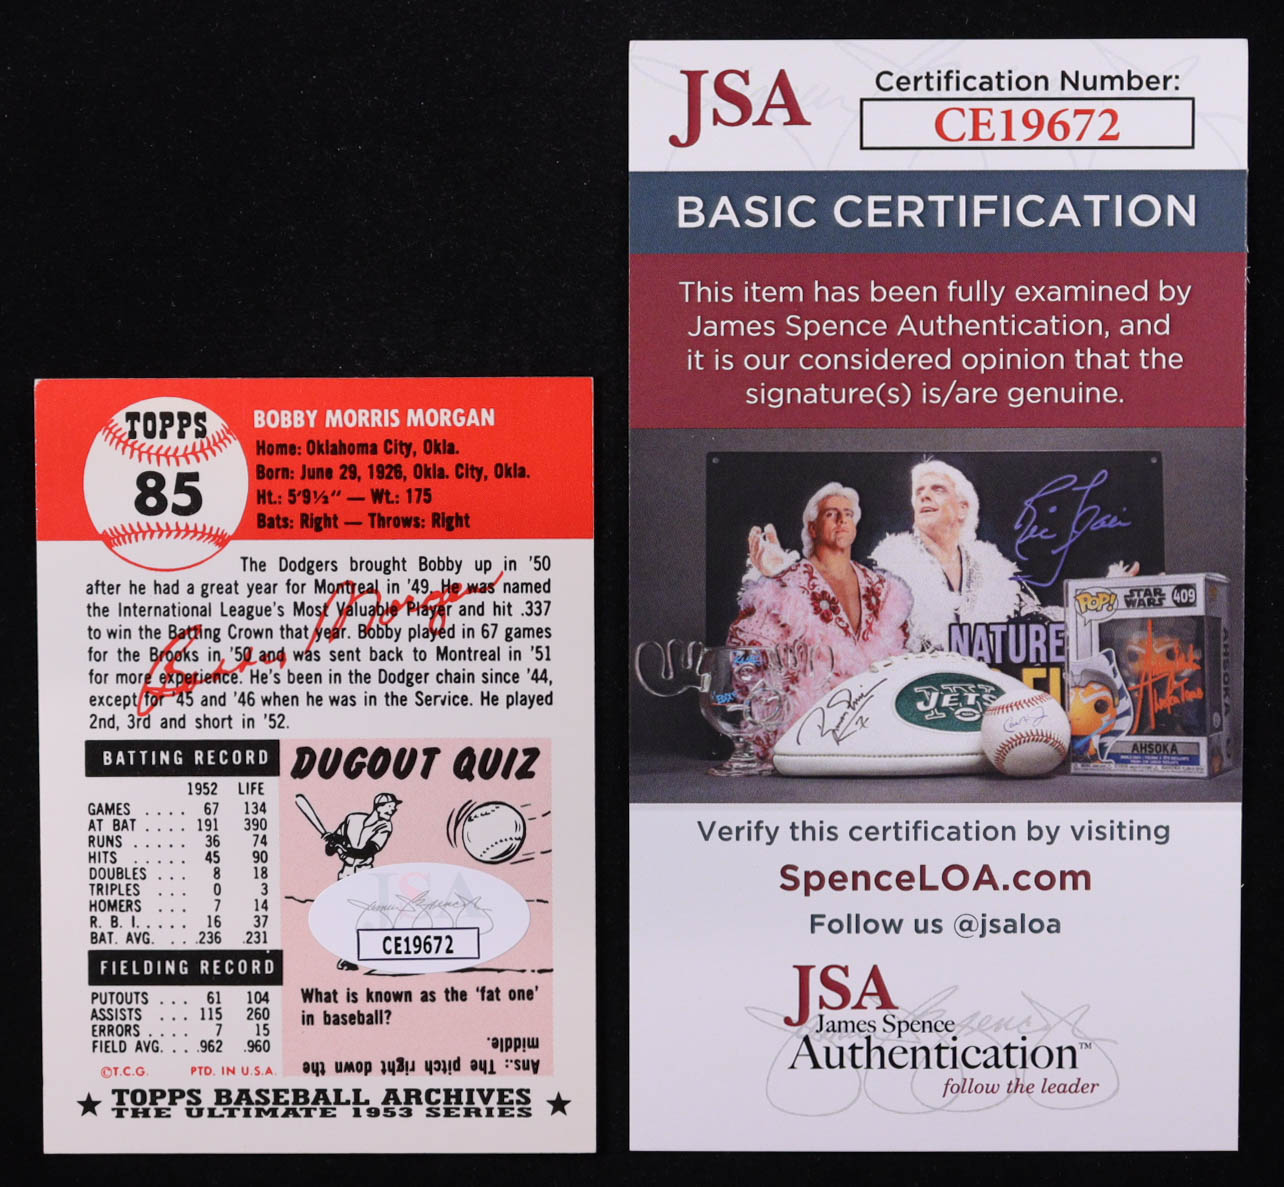 TOPPS
85
BOBBY MORRIS MORGAN
Home: Oklahoma City, Okla.
Born: June 29, 1926, Okla. City, Okla.
Ht.: 5'9½" — Wt.: 175
Bats: Right — Throws: Right
The Dodgers brought Bobby up in '50
after he had a great year for Montreal in '49. He was named
the International League's Most Valuable Player and hit .337
to win the Batting Crown that year. Bobby played in 67 games
for the Brooks in '50 and was sent back to Montreal in '51
for more experience. He's been in the Dodger chain since '44,
except for '45 and '46 when he was in the Service. He played
2nd, 3rd and short in '52.
Bobby Morgan
BATTING RECORD
1952 LIFE
GAMES .... 67 134
AT BAT .... 191 390
RUNS .... 36 74
HITS .... 45 90
DOUBLES .... 8 18
TRIPLES ... 0 3
HOMERS ... 7 14
R. B. I. .... 16 37
BAT. AVG. ... .236 .231
FIELDING RECORD
PUTOUTS ... 61 104
ASSISTS ... 115 260
ERRORS .... 7 15
FIELD AVG. ... .962 .960
©T.C.G. PTD. IN U.S.A.
DUGOUT QUIZ
JSA
CE19672
What is known as the 'fat one'
in baseball?
Ans.: The pitch right down the
middle.
★ TOPPS BASEBALL ARCHIVES ★
THE ULTIMATE 1953 SERIES
JSA
Certification Number:
CE19672
BASIC CERTIFICATION
This item has been fully examined by
James Spence Authentication, and
it is our considered opinion that the
signature(s) is/are genuine.
Ric Flair
NATURE
POP!
STAR WARS
409
AHSOKA
JETS
AHSOKA
Verify this certification by visiting
SpenceLOA.com
Follow us @jsaloa
JSA
James Spence
Authentication™
follow the leader